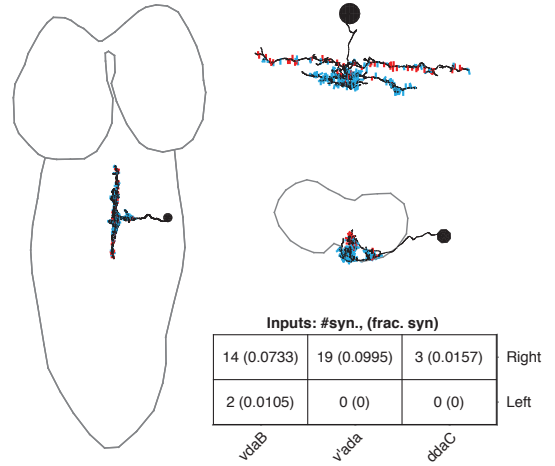 Inputs: #syn., (frac. syn)
14 (0.0733) 19 (0.0995) 3 (0.0157) Right
2 (0.0105) 0 (0) 0 (0) Left
vdaB v'ada ddaC